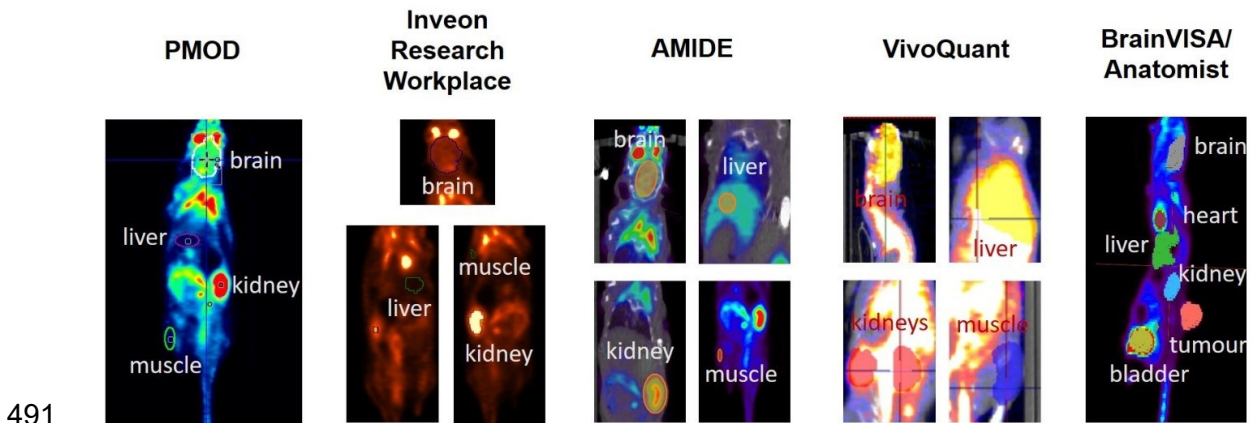 PMOD
Inveon
Research
Workplace
AMIDE
VivoQuant
BrainVISA/
Anatomist
brain
liver
kidney
muscle
brain
muscle
liver
kidney
brain
liver
kidney
muscle
brain
liver
kidneys
muscle
brain
heart
liver
kidney
tumour
bladder
491